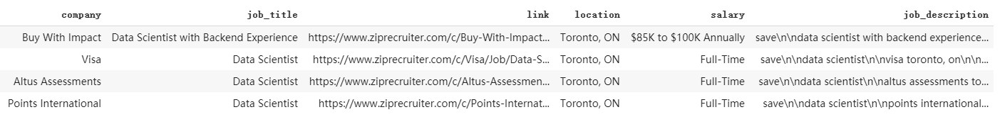 company job_title link location salary job_description
Buy With Impact Data Scientist with Backend Experience https://www.ziprecruiter.com/c/Buy-With-Impact... Toronto, ON $85K to $100K Annually save\n\ndata scientist with backend experience...
Visa Data Scientist https://www.ziprecruiter.com/c/Visa/Job/Data-S... Toronto, ON Full-Time save\n\ndata scientist\n\nvisa toronto, on\n\n...
Altus Assessments Data Scientist https://www.ziprecruiter.com/c/Altus-Assessmen... Toronto, ON Full-Time save\n\ndata scientist\n\naltus assessments to...
Points International Data Scientist https://www.ziprecruiter.com/c/Points-Internat... Toronto, ON Full-Time save\n\ndata scientist\n\npoints international...